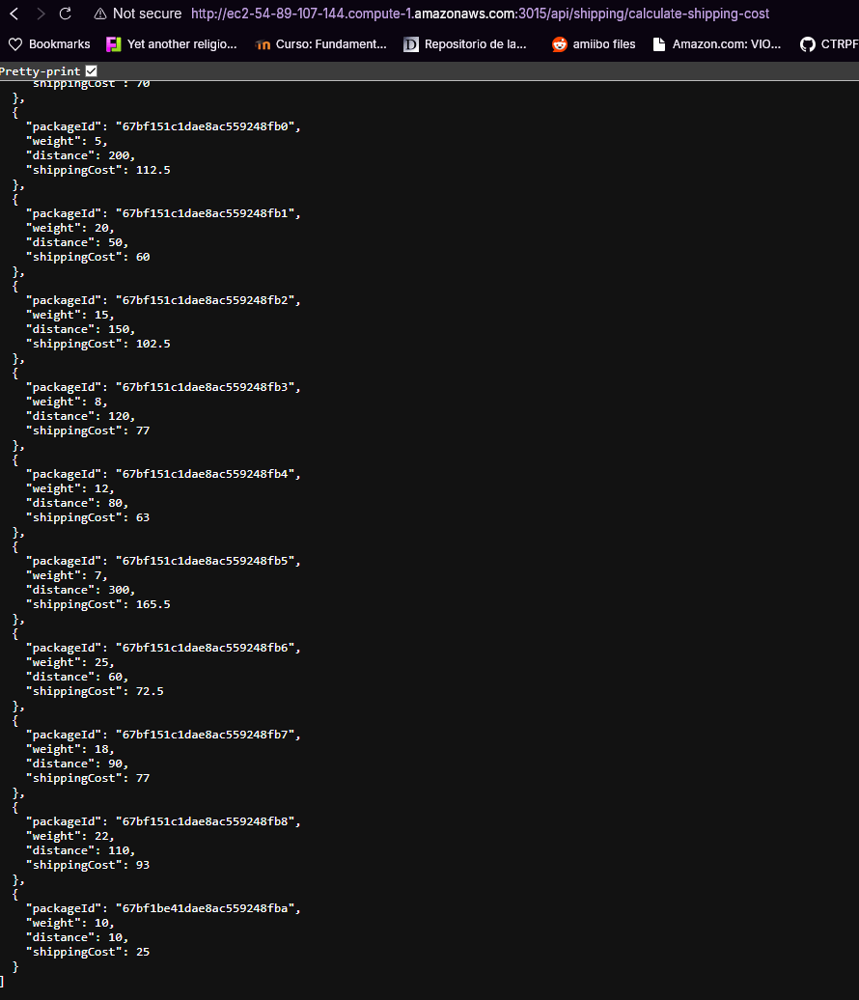 Not secure http://ec2-54-89-107-144.compute-1.amazonaws.com:3015/api/shipping/calculate-shipping-cost
Bookmarks Yet another religio... Curso: Fundament... Repositorio de la... amiibo files Amazon.com: VIO... CTRPF
Pretty-print
"shippingCost": 70
},
{
"packageId": "67bf151c1dae8ac559248fb0",
"weight": 5,
"distance": 200,
"shippingCost": 112.5
},
{
"packageId": "67bf151c1dae8ac559248fb1",
"weight": 20,
"distance": 50,
"shippingCost": 60
},
{
"packageId": "67bf151c1dae8ac559248fb2",
"weight": 15,
"distance": 150,
"shippingCost": 102.5
},
{
"packageId": "67bf151c1dae8ac559248fb3",
"weight": 8,
"distance": 120,
"shippingCost": 77
},
{
"packageId": "67bf151c1dae8ac559248fb4",
"weight": 12,
"distance": 80,
"shippingCost": 63
},
{
"packageId": "67bf151c1dae8ac559248fb5",
"weight": 7,
"distance": 300,
"shippingCost": 165.5
},
{
"packageId": "67bf151c1dae8ac559248fb6",
"weight": 25,
"distance": 60,
"shippingCost": 72.5
},
{
"packageId": "67bf151c1dae8ac559248fb7",
"weight": 18,
"distance": 90,
"shippingCost": 77
},
{
"packageId": "67bf151c1dae8ac559248fb8",
"weight": 22,
"distance": 110,
"shippingCost": 93
},
{
"packageId": "67bf1be41dae8ac559248fba",
"weight": 10,
"distance": 10,
"shippingCost": 25
}
]